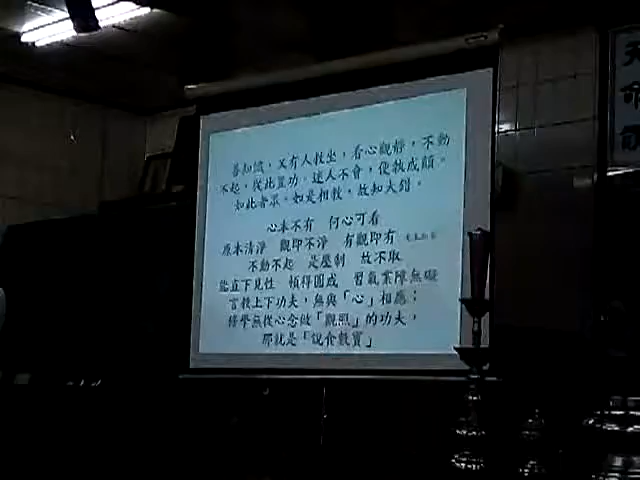 善知識，又有人教坐，看心觀靜，不動
不起，從此置功。迷人不會，便執成顛。
如此者眾。如是相教，故知大錯。
心本不有　何心可看
原本清淨　觀即不淨　有觀即有
不動不起　是壓制　故不取
能直下見性　頓得圓成　習氣業障無礙
言教上下功夫，無與「心」相應；
修學無從心念做「觀照」的功夫，
那就是「說食數寶」
天
命